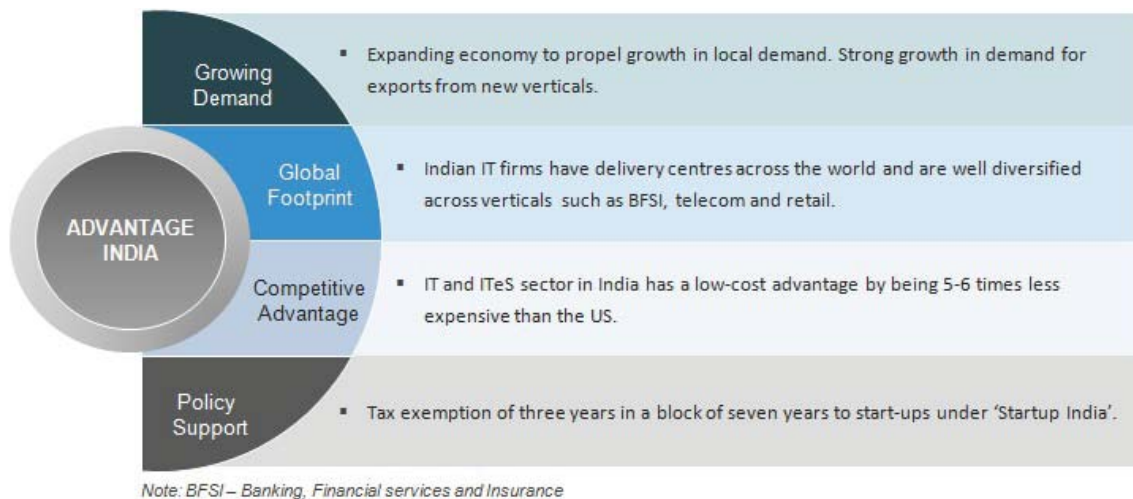 Growing
Demand
▪ Expanding economy to propel growth in local demand. Strong growth in demand for
exports from new verticals.
ADVANTAGE
INDIA
Global
Footprint
▪ Indian IT firms have delivery centres across the world and are well diversified
across verticals such as BFSI, telecom and retail.
Competitive
Advantage
▪ IT and ITeS sector in India has a low-cost advantage by being 5-6 times less
expensive than the US.
Policy
Support
▪ Tax exemption of three years in a block of seven years to start-ups under ‘Startup India’.
Note: BFSI – Banking, Financial services and Insurance